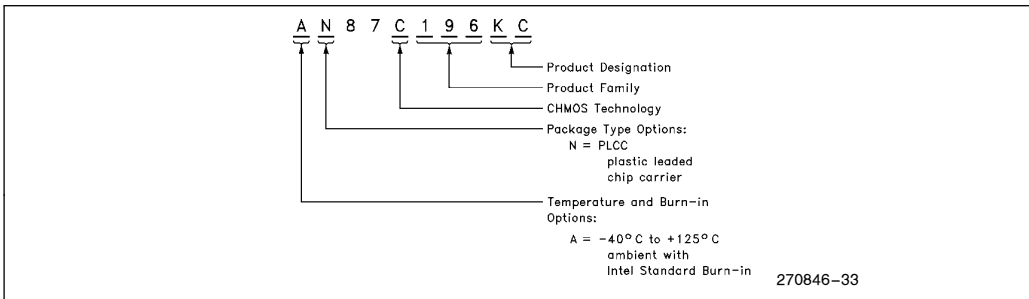 A N 8 7 C 1 9 6 K C
Product Designation
Product Family
CHMOS Technology
Package Type Options:
N = PLCC
plastic leaded
chip carrier
Temperature and Burn-in
Options:
A = -40°C to +125°C
ambient with
Intel Standard Burn-in
270846-33